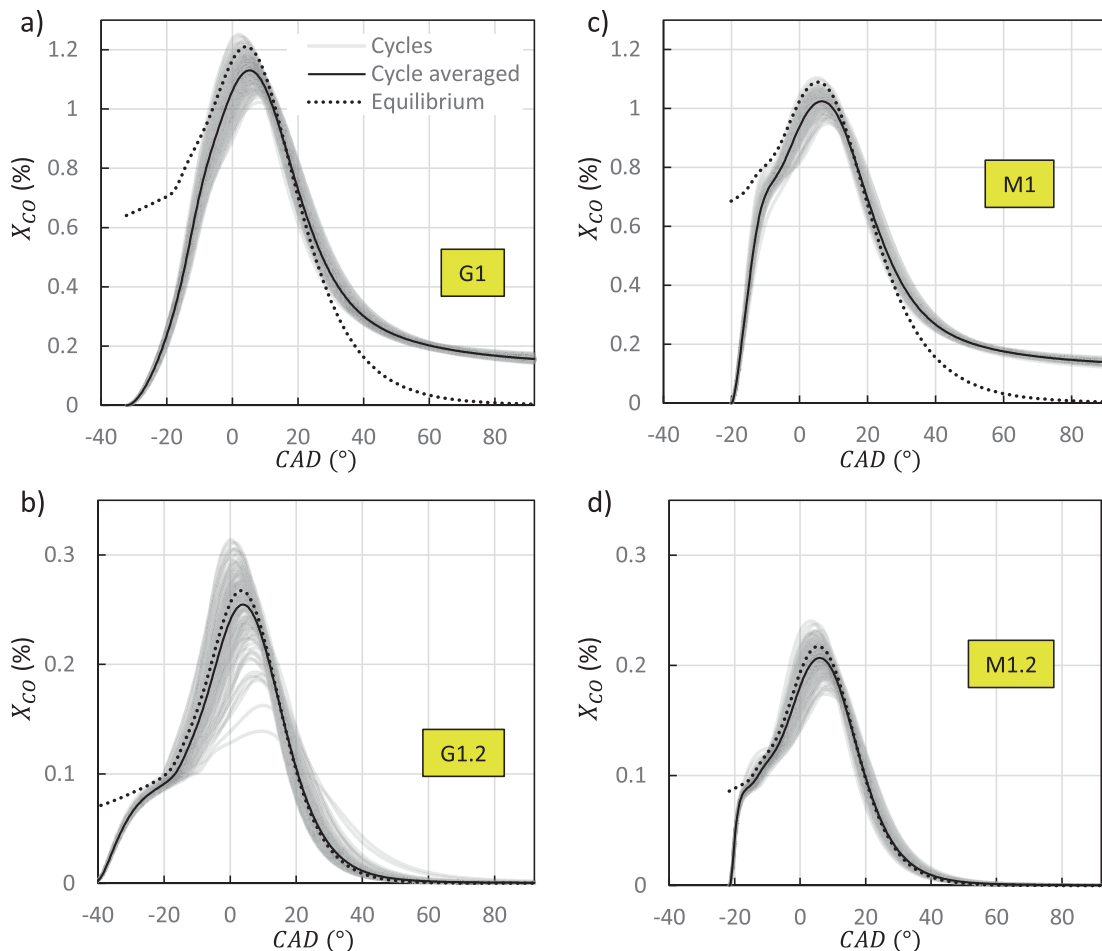 a)
1.2
1
0.8
0.6
0.4
0.2
0
X_CO (%)
Cycles
Cycle averaged
Equilibrium
G1
-40 -20 0 20 40 60 80
CAD (°)
c)
1.2
1
0.8
0.6
0.4
0.2
0
X_CO (%)
M1
-40 -20 0 20 40 60 80
CAD (°)
b)
0.3
0.2
0.1
0
X_CO (%)
G1.2
-40 -20 0 20 40 60 80
CAD (°)
d)
0.3
0.2
0.1
0
X_CO (%)
M1.2
-40 -20 0 20 40 60 80
CAD (°)